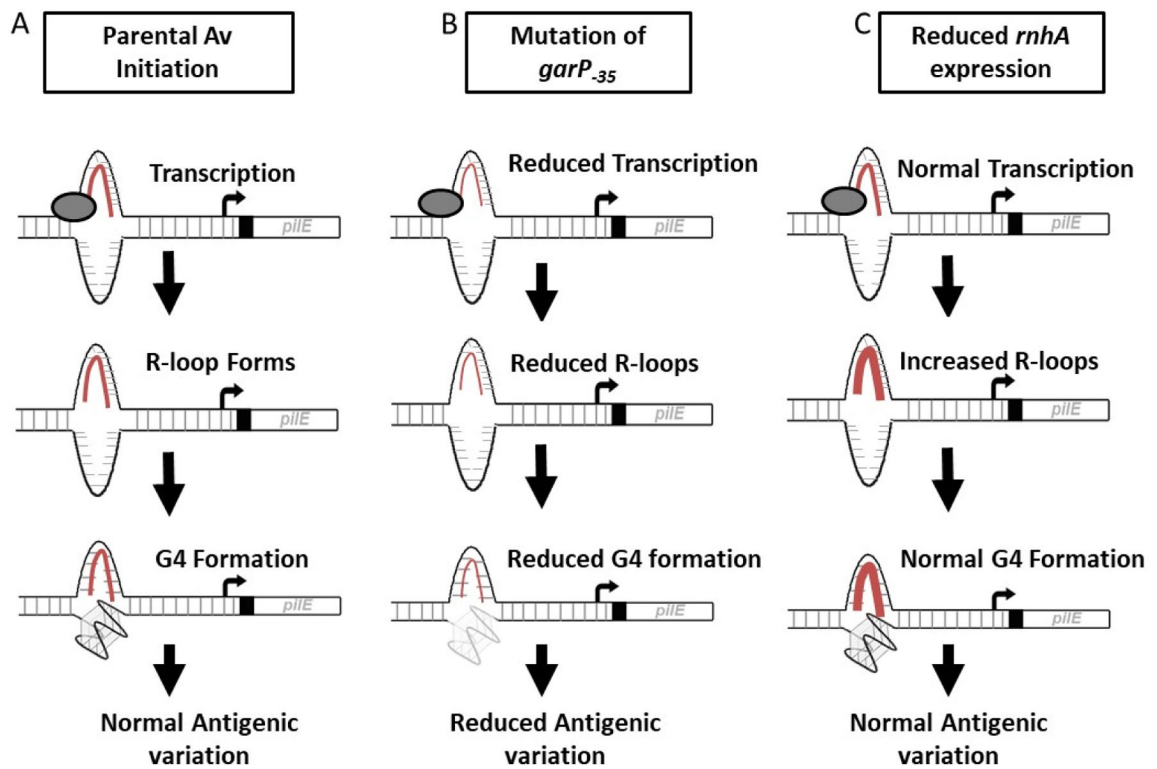 A
Parental Av
Initiation
Transcription
pilE
R-loop Forms
pilE
G4 Formation
pilE
Normal Antigenic
variation
B
Mutation of
garP-35
Reduced Transcription
pilE
Reduced R-loops
pilE
Reduced G4 formation
pilE
Reduced Antigenic
variation
C
Reduced rnhA
expression
Normal Transcription
pilE
Increased R-loops
pilE
Normal G4 Formation
pilE
Normal Antigenic
variation